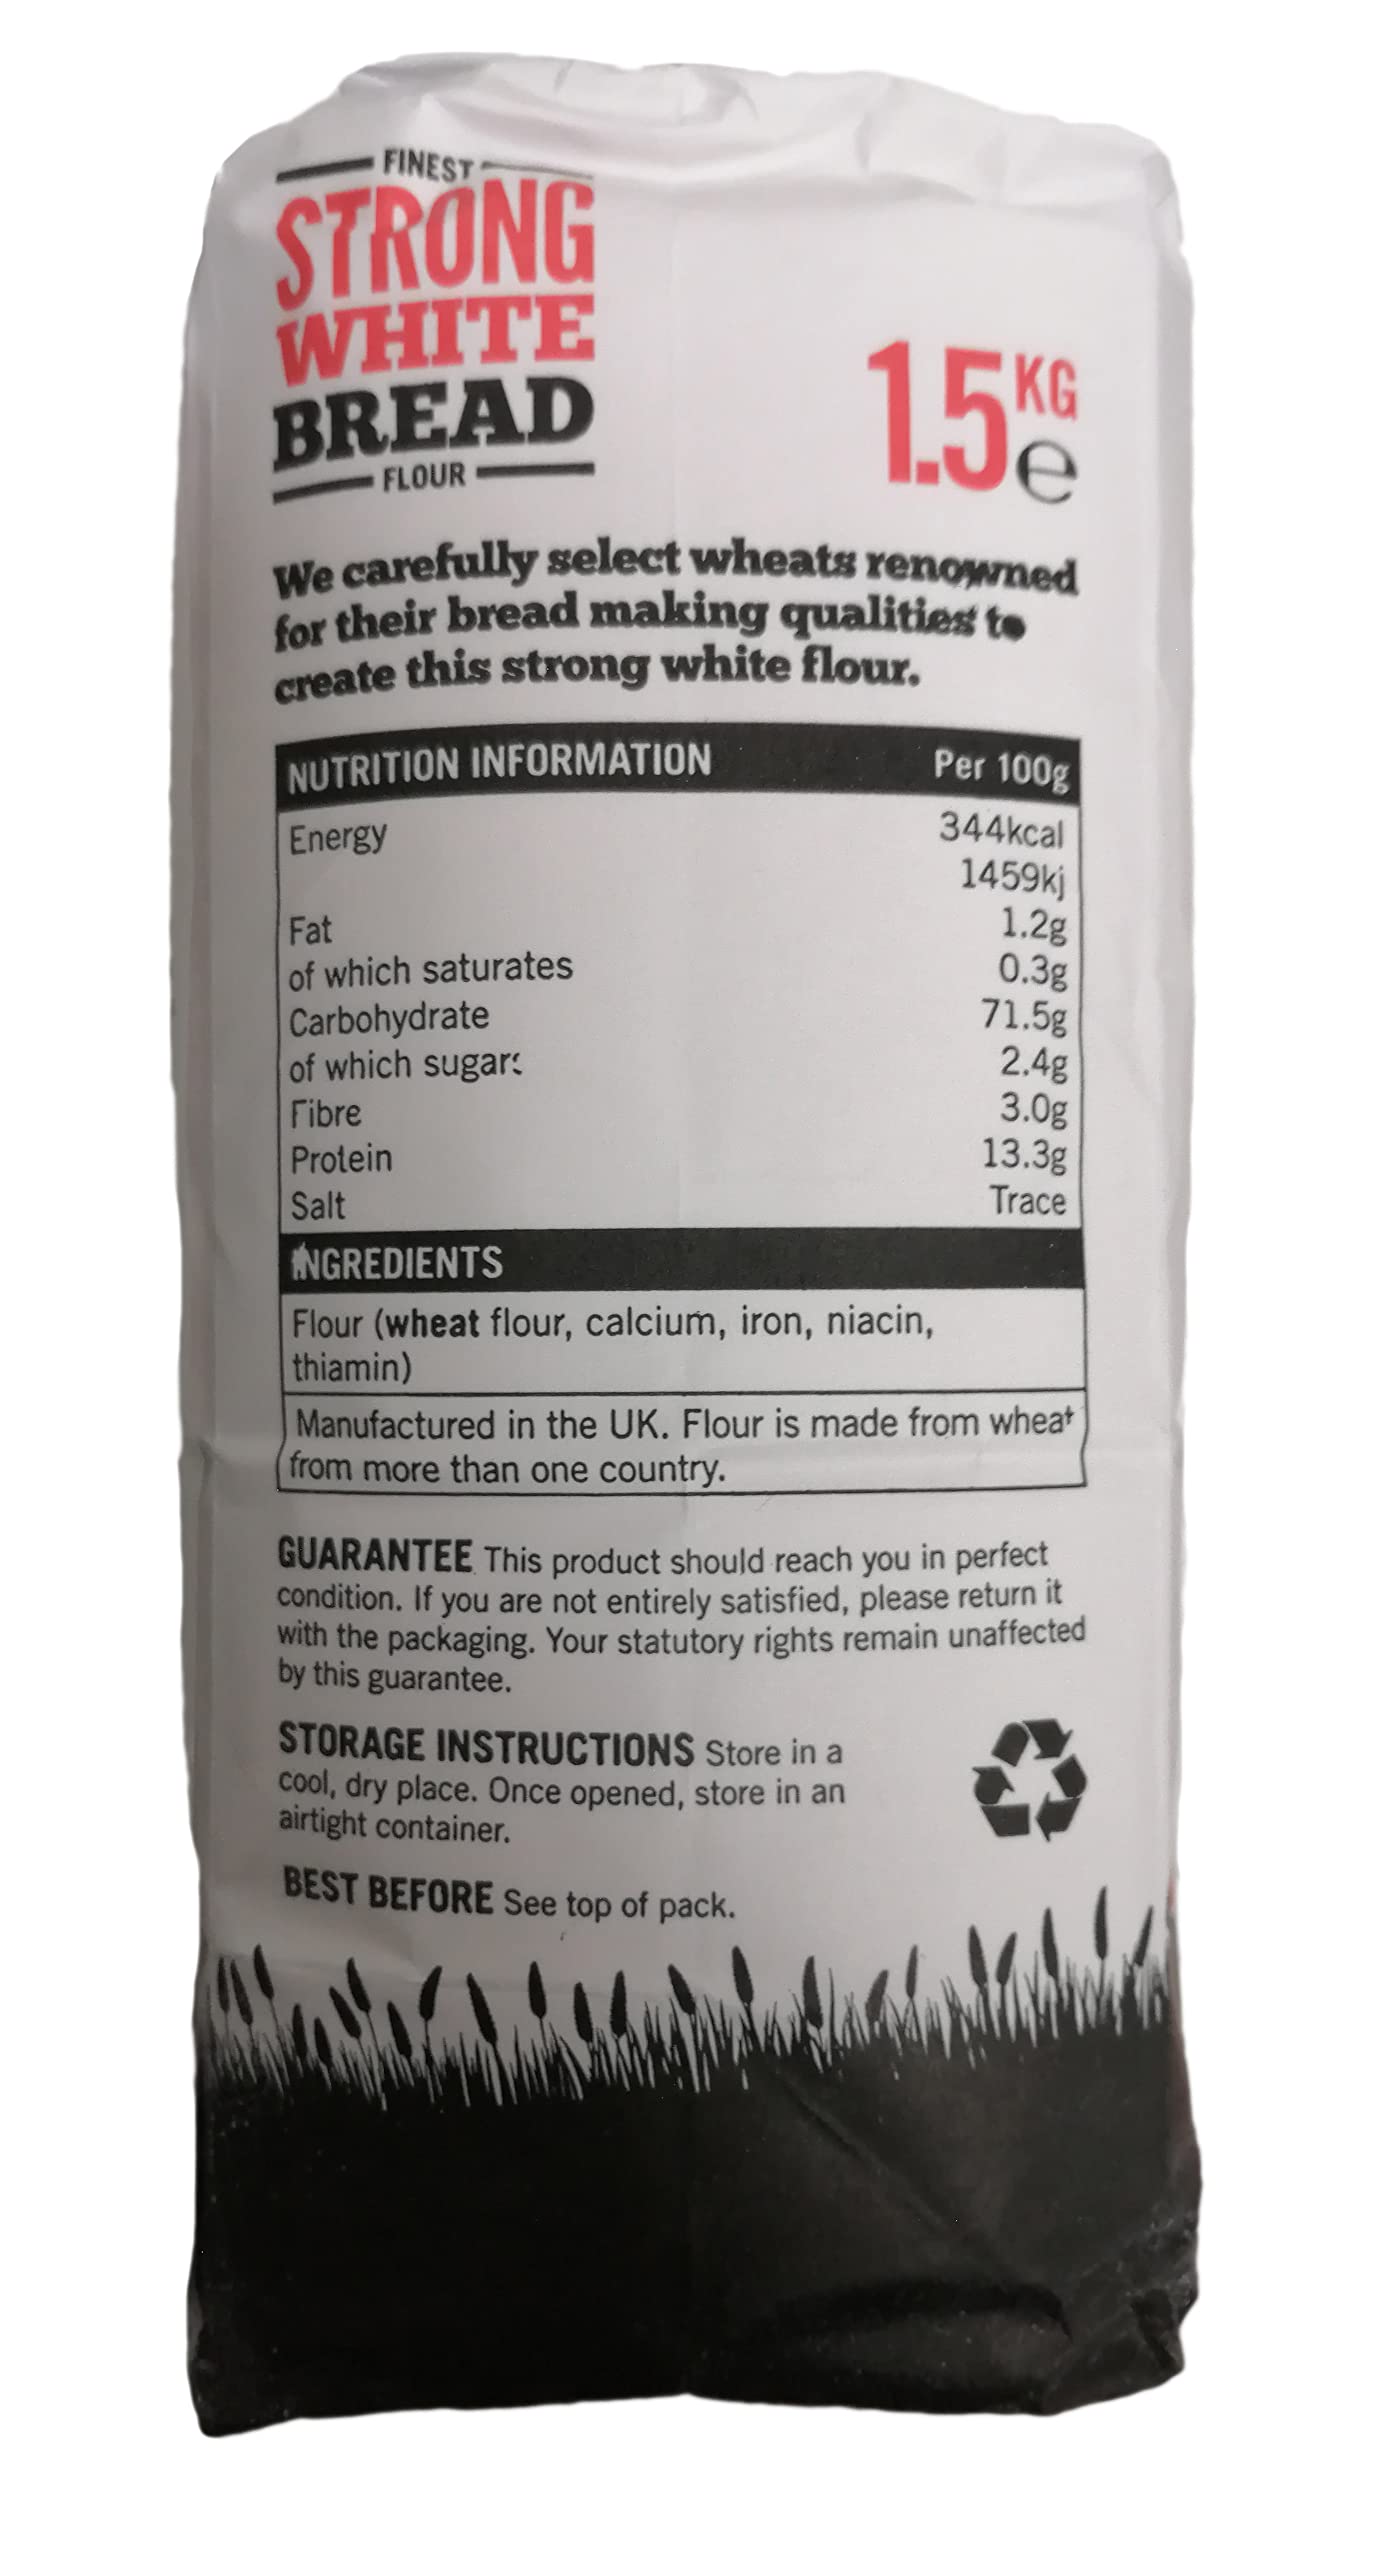 FINEST
STRONG
WHITE
BREAD
FLOUR
1.5KG
e
We carefully select wheats renowned
for their bread making qualities to
create this strong white flour.
NUTRITION INFORMATION Per 100g
Energy 344kcal
1459kj
Fat 1.2g
of which saturates 0.3g
Carbohydrate 71.5g
of which sugars 2.4g
Fibre 3.0g
Protein 13.3g
Salt Trace
INGREDIENTS
Flour (wheat flour, calcium, iron, niacin,
thiamin)
Manufactured in the UK. Flour is made from wheat
from more than one country.
GUARANTEE This product should reach you in perfect
condition. If you are not entirely satisfied, please return it
with the packaging. Your statutory rights remain unaffected
by this guarantee.
STORAGE INSTRUCTIONS Store in a
cool, dry place. Once opened, store in an
airtight container.
BEST BEFORE See top of pack.